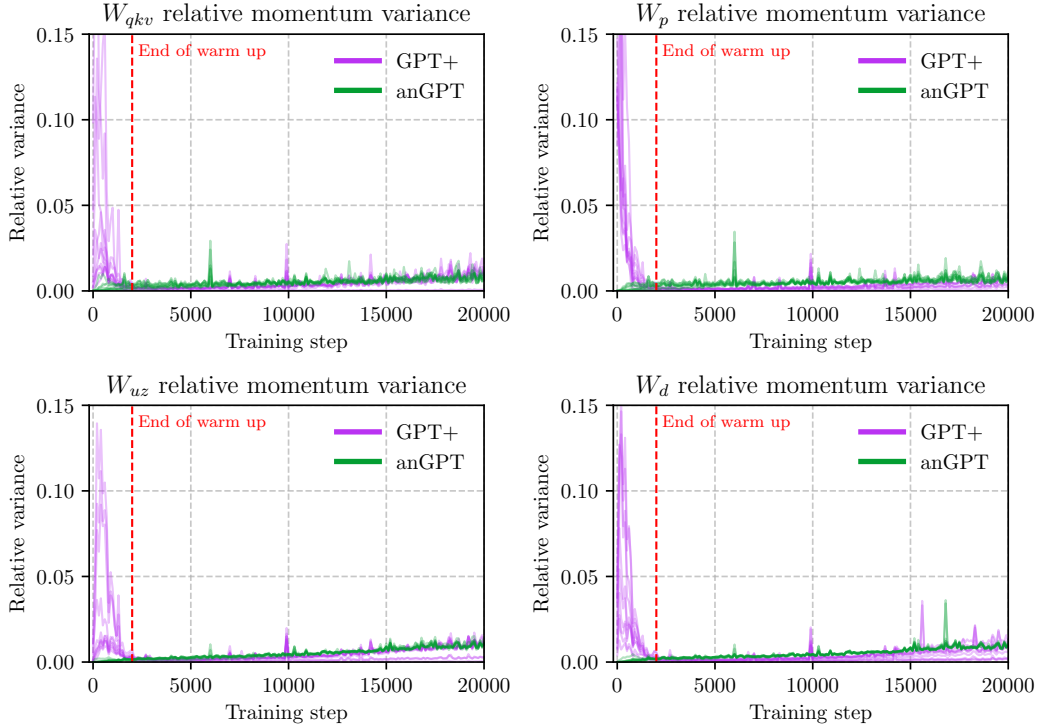 W_{qkv} relative momentum variance
0.15
0.10
0.05
0.00
Relative variance
End of warm up
GPT+
anGPT
0
5000
10000
15000
20000
Training step
W_p relative momentum variance
0.15
0.10
0.05
0.00
Relative variance
End of warm up
GPT+
anGPT
0
5000
10000
15000
20000
Training step
W_{uz} relative momentum variance
0.15
0.10
0.05
0.00
Relative variance
End of warm up
GPT+
anGPT
0
5000
10000
15000
20000
Training step
W_d relative momentum variance
0.15
0.10
0.05
0.00
Relative variance
End of warm up
GPT+
anGPT
0
5000
10000
15000
20000
Training step